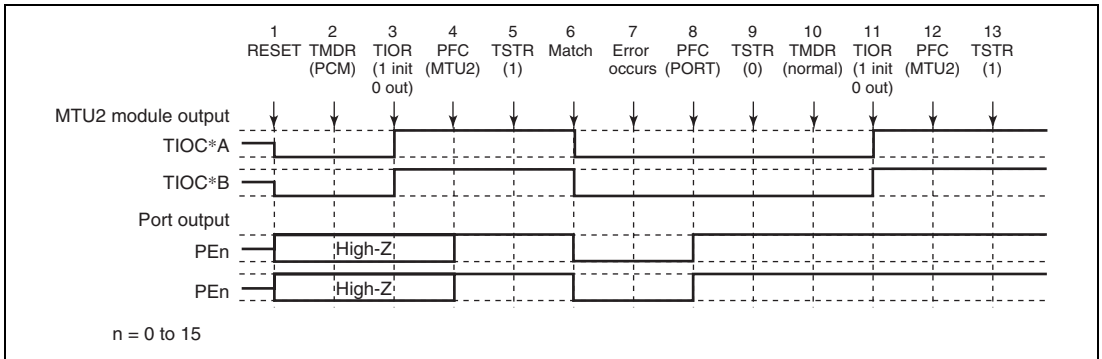 1 2 3 4 5 6 7 8 9 10 11 12 13
RESET TMDR TIOR PFC TSTR Match Error PFC TSTR TMDR TIOR PFC TSTR
(PCM) (1 init (MTU2) (1) occurs (PORT) (0) (normal) (1 init (MTU2) (1)
0 out) 0 out)
MTU2 module output
TIOC*A
TIOC*B
Port output
PEn High-Z
PEn High-Z
n = 0 to 15